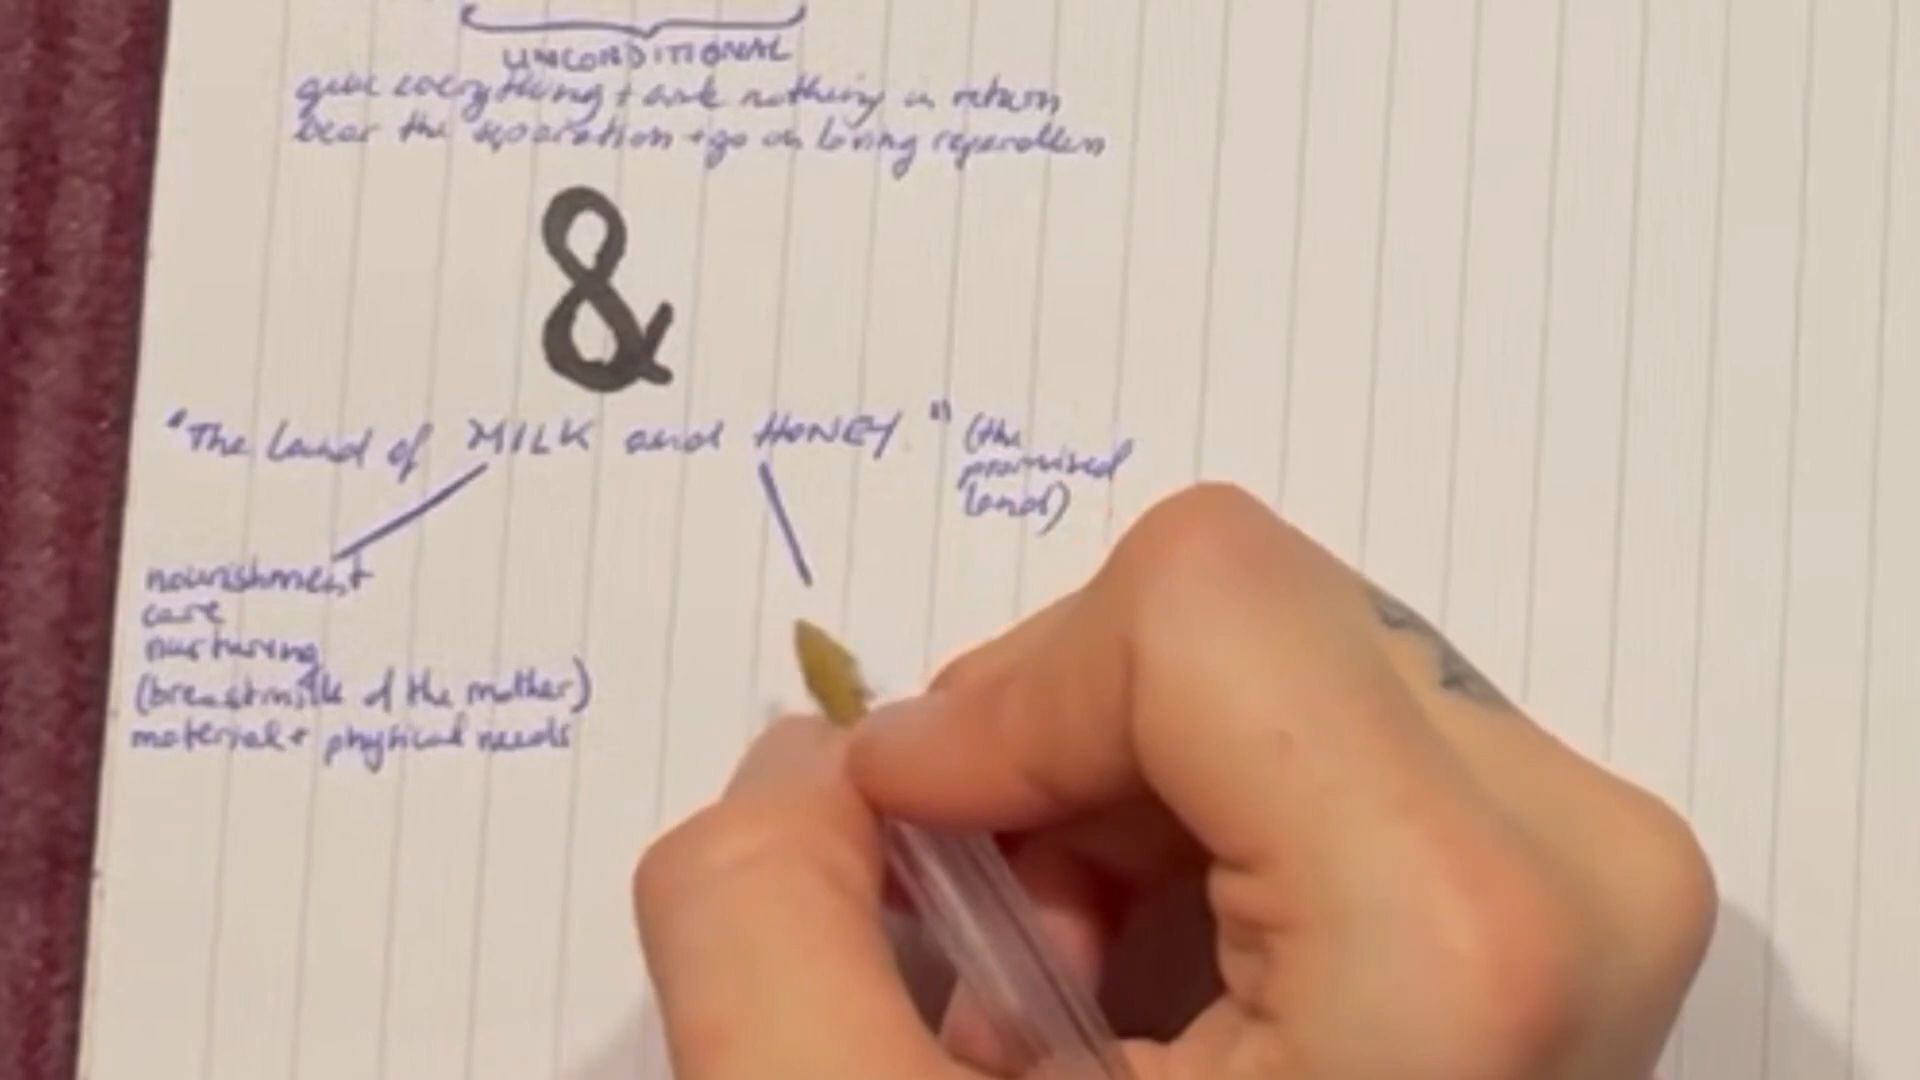 UNCONDITIONAL
give everything + ask nothing in return
bear the separation + go on loving regardless
&
"The Land of MILK and HONEY." (the
promised
land)
nourishment
care
nurturing
(breastmilk of the mother)
material + physical needs